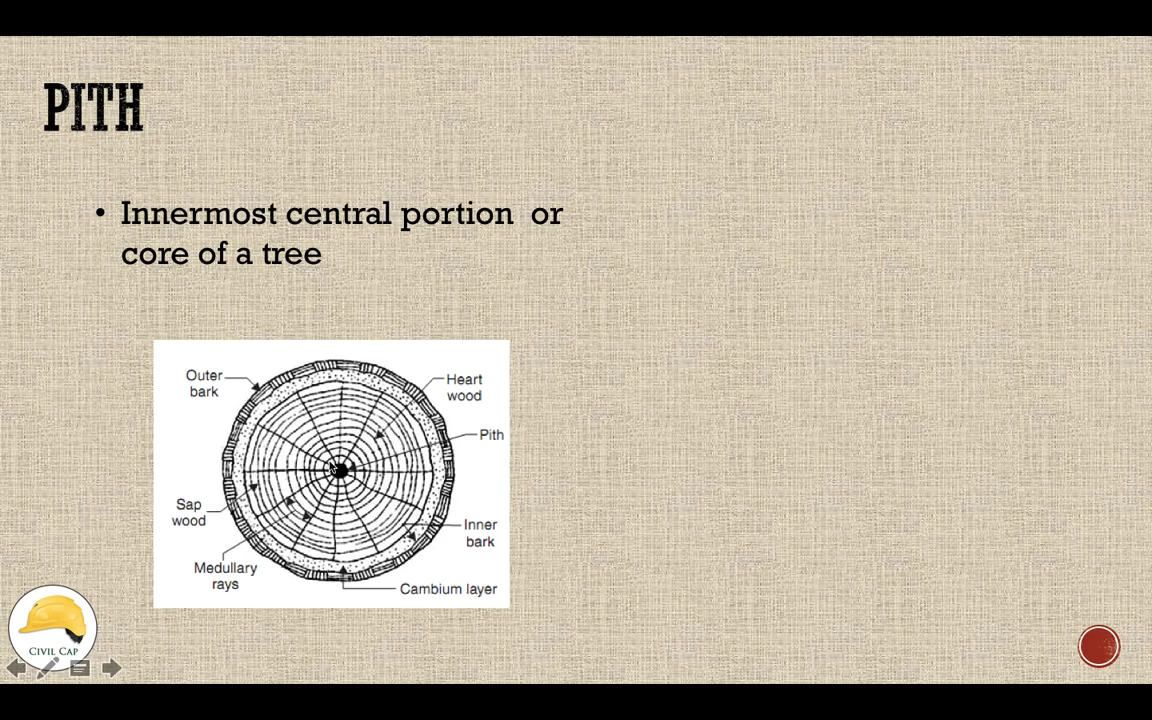 PITH
• Innermost central portion or
core of a tree
Outer
bark
Heart
wood
Pith
Sap
wood
Inner
bark
Medullary
rays
Cambium layer
CIVIL CAP